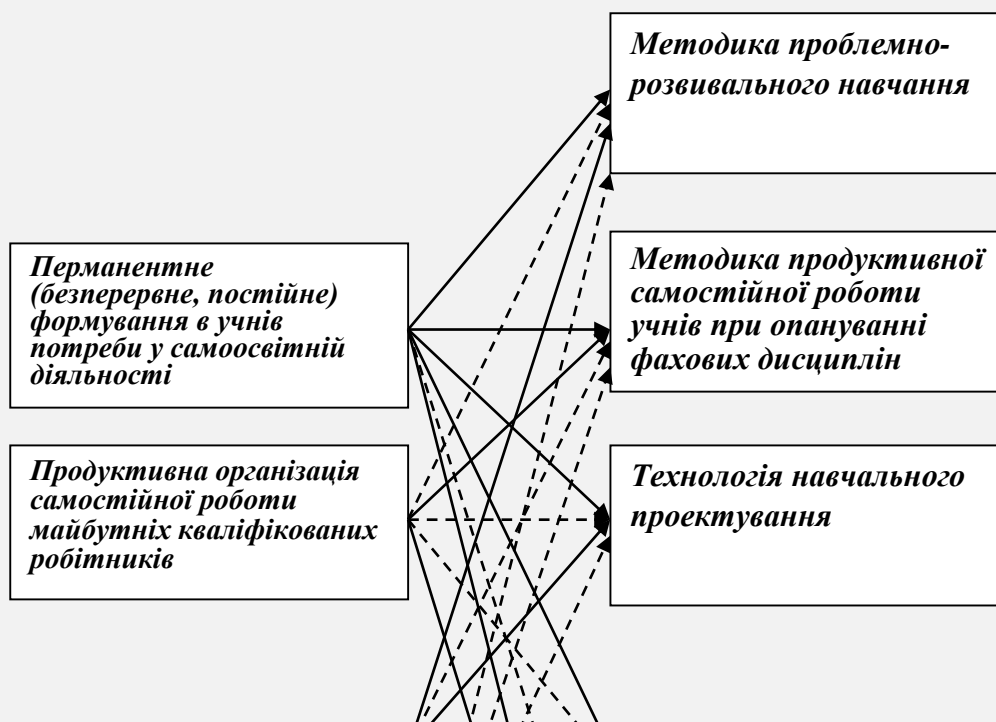 Методика проблемно-
розвивального навчання
Перманентне
(безперервне, постійне)
формування в учнів
потреби у самоосвітній
діяльності
Методика продуктивної
самостійної роботи
учнів при опануванні
фахових дисциплін
Продуктивна організація
самостійної роботи
майбутніх кваліфікованих
робітників
Технологія навчального
проектування